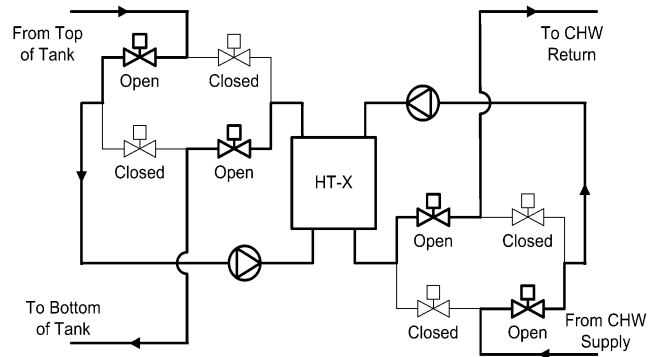 From Top
of Tank
To CHW
Return
Open
Closed
Closed
Open
HT-X
Open
Closed
To Bottom
of Tank
Closed
Open
From CHW
Supply